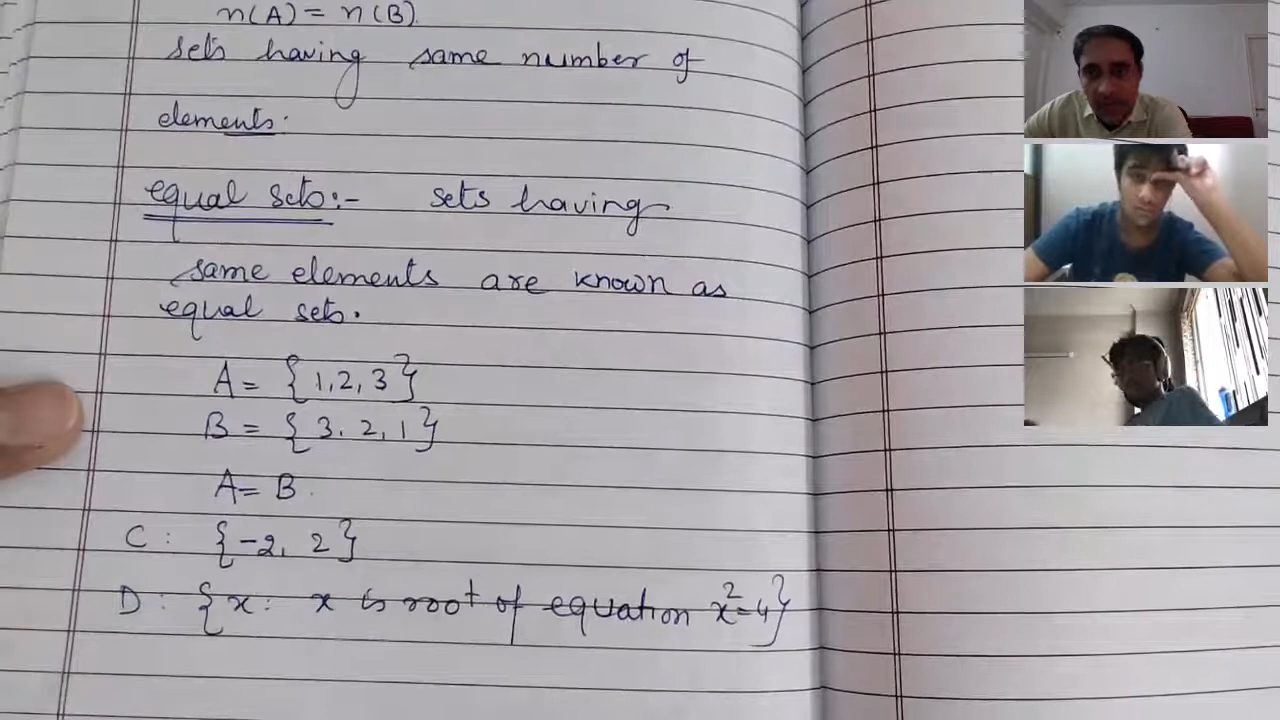 n(A) = n(B)
sets having same number of
elements.
equal sets:- sets having
same elements are known as
equal sets.
A = {1,2,3}
B = {3. 2, 1}
A = B.
C : {-2, 2}
D : {x: x is root of equation x²=4}